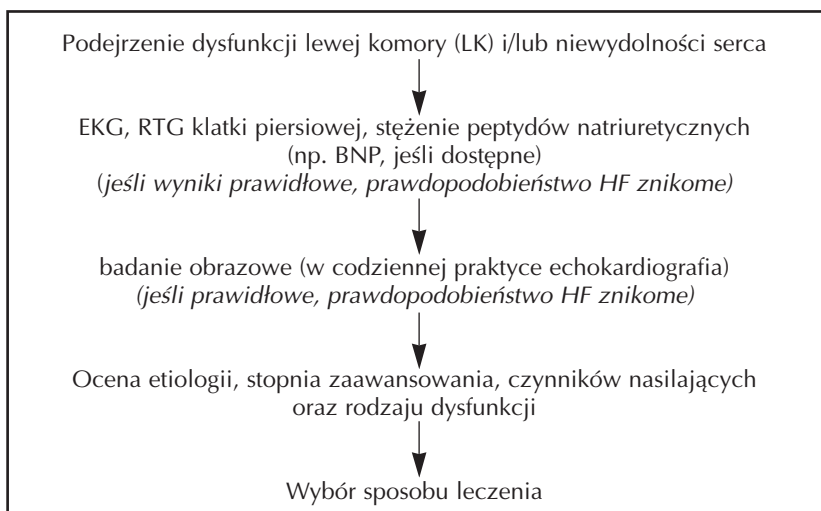 Podejrzenie dysfunkcji lewej komory (LK) i/lub niewydolności serca
EKG, RTG klatki piersiowej, stężenie peptydów natriuretycznych
(np. BNP, jeśli dostępne)
(jeśli wyniki prawidłowe, prawdopodobieństwo HF znikome)
badanie obrazowe (w codziennej praktyce echokardiografia)
(jeśli prawidłowe, prawdopodobieństwo HF znikome)
Ocena etiologii, stopnia zaawansowania, czynników nasilających
oraz rodzaju dysfunkcji
Wybór sposobu leczenia